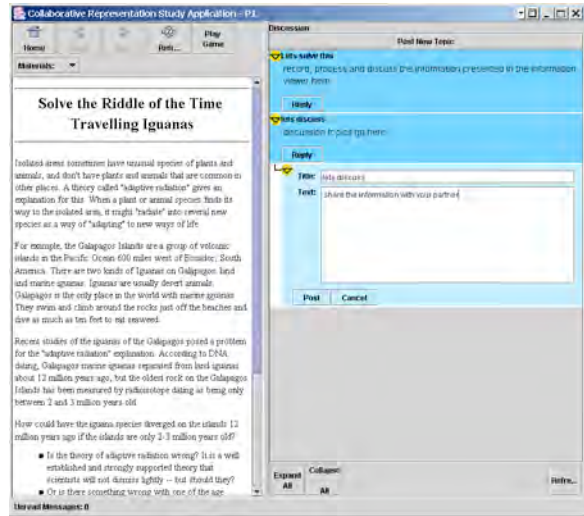 Collaborative Representation Study Application - P1
Home
Refr...
Play
Game
Materials:
Solve the Riddle of the Time
Travelling Iguanas
Isolated areas sometimes have unusual species of plants and
animals, and don't have plants and animals that are common in
other places. A theory called "adaptive radiation" gives an
explanation for this. When a plant or animal species finds its
way to the isolated area, it might "radiate" into several new
species as a way of "adapting" to new ways of life.
For example, the Galapagos Islands are a group of volcanic
islands in the Pacific Ocean 600 miles west of Ecuador, South
America. There are two kinds of Iguanas on Galapagos: land
and marine iguanas. Iguanas are usually desert animals.
Galapagos is the only place in the world with marine iguanas.
They swim and climb around the rocks just off the beaches and
dive as much as ten feet to eat seaweed.
Recent studies of the iguanas of the Galapagos posed a problem
for the "adaptive radiation" explanation. According to DNA
dating, Galapagos marine iguanas separated from land iguanas
about 12 million years ago, but the oldest rock on the Galapagos
Islands has been measured by radioisotope dating as being only
between 2 and 3 million years old.
How could have the iguana species diverged on the islands 12
million years ago if the islands are only 2-3 million years old?
■ Is the theory of adaptive radiation wrong? It is a well
established and strongly supported theory that
scientists will not dismiss lightly -- but should they?
■ Or is there something wrong with one of the age
Unread Messages: 0
Discussion
Post New Topic
Lets solve this
record, process and discuss the information presented in the information
viewer here.
Reply
lets discuss
discussion topics go here.
Reply
Title: lets discuss
Text: share the information with your partner
Post Cancel
Expand
All
Collapse
All
Refre...